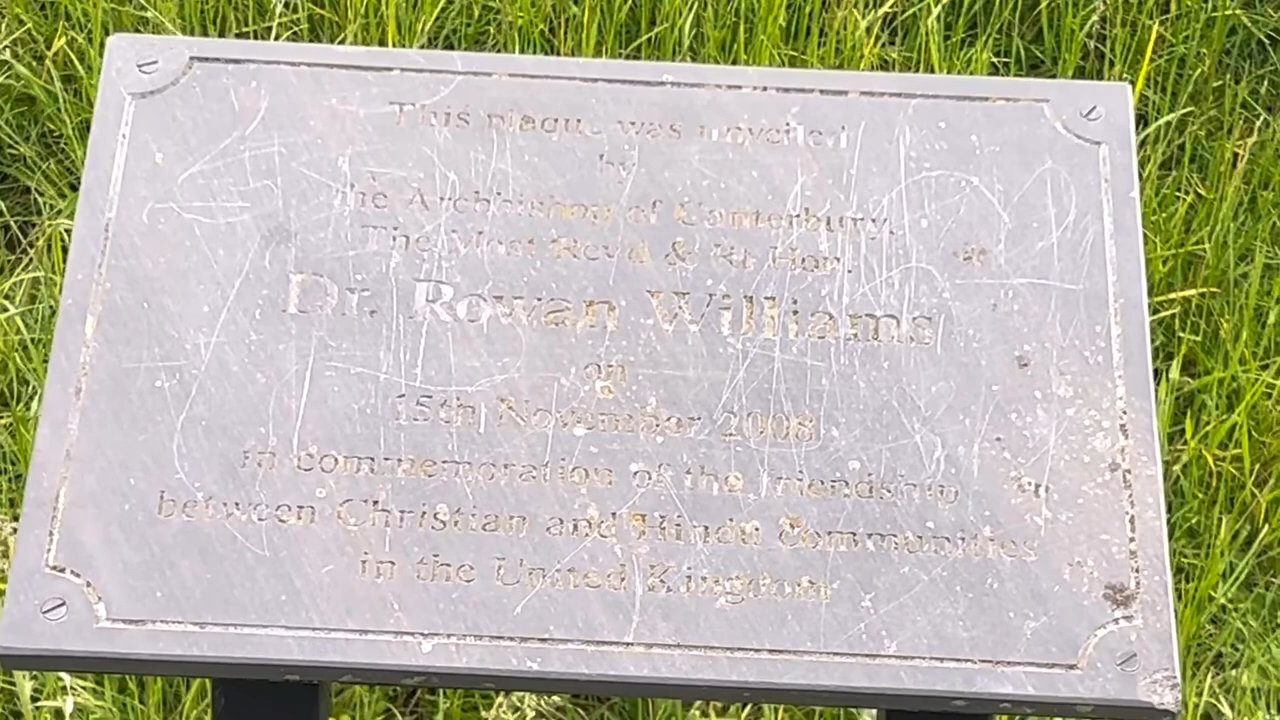 This plaque was unveiled
by
The Archbishop of Canterbury,
The Most Revd & Rt Hon.
Dr. Rowan Williams
on
15th November 2008
in commemoration of the friendship
between Christian and Hindu Communities
in the United Kingdom